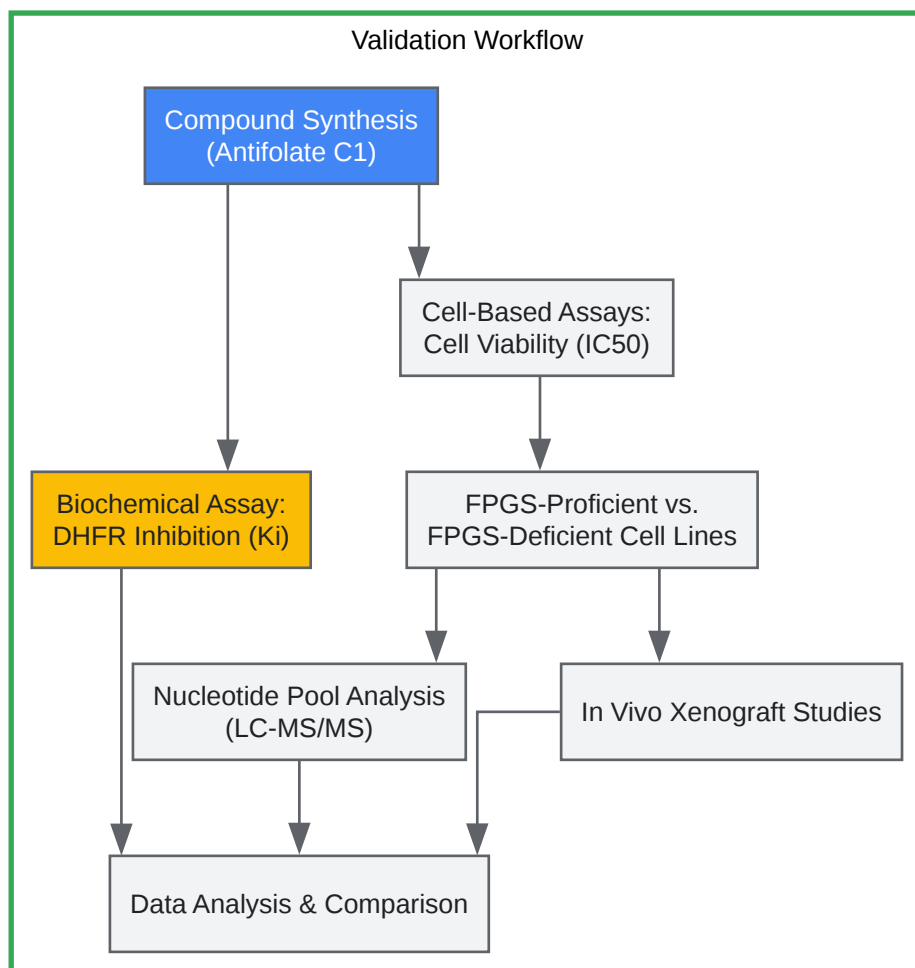 Validation Workflow
Compound Synthesis
(Antifolate C1)
Cell-Based Assays:
Cell Viability (IC50)
Biochemical Assay:
DHFR Inhibition (Ki)
FPGS-Proficient vs.
FPGS-Deficient Cell Lines
Nucleotide Pool Analysis
(LC-MS/MS)
In Vivo Xenograft Studies
Data Analysis & Comparison